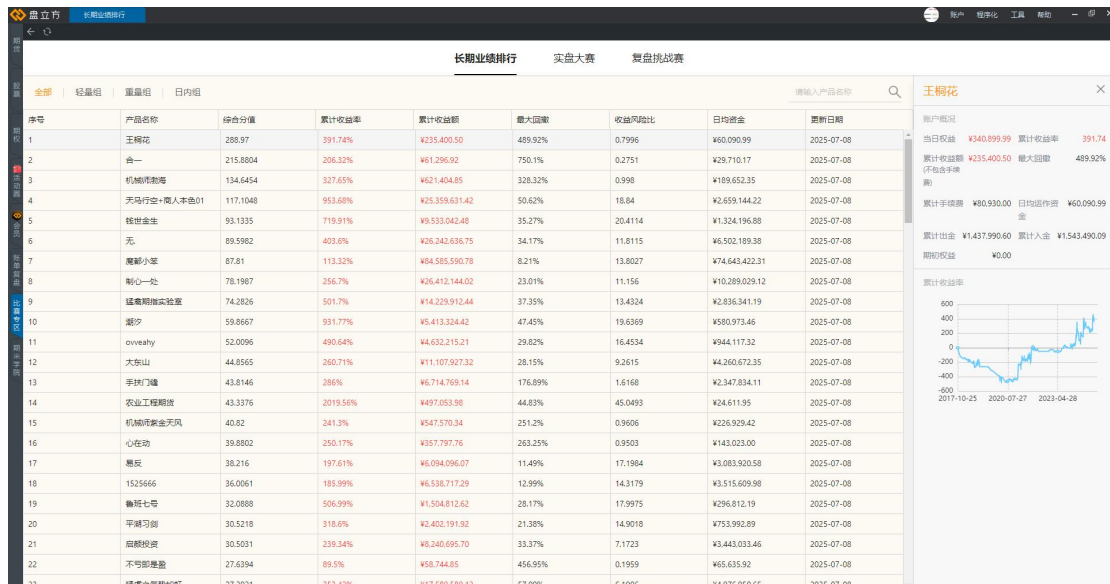 盘立方 长期业绩排行 账户 程序化 工具 帮助
长期业绩排行 实盘大赛 复盘挑战赛
全部 轻量组 重量组 日内组 请输入产品名称
序号 产品名称 综合分值 累计收益率 累计收益额 最大回撤 收益风险比 日均资金 更新日期
1 王桐花 288.97 391.74% ¥235,400.50 489.92% 0.7996 ¥60,090.99 2025-07-08
2 合一 215.8804 206.32% ¥61,296.92 750.1% 0.2751 ¥29,710.17 2025-07-08
3 机械师渤海 134.6454 327.65% ¥621,404.85 328.32% 0.998 ¥189,652.35 2025-07-08
4 天马行空+商人本色01 117.1048 953.68% ¥25,359,631.42 50.62% 18.84 ¥2,659,144.22 2025-07-08
5 钱世金生 93.1335 719.91% ¥9,533,042.48 35.27% 20.4114 ¥1,324,196.88 2025-07-08
6 无. 89.5982 403.6% ¥26,242,636.75 34.17% 11.8115 ¥6,502,189.38 2025-07-08
7 魔都小笨 87.81 113.32% ¥84,585,590.78 8.21% 13.8027 ¥74,643,422.31 2025-07-08
8 制心一处 78.1987 256.7% ¥26,412,144.02 23.01% 11.156 ¥10,289,029.12 2025-07-08
9 猛禽期指实验室 74.2826 501.7% ¥14,229,912.44 37.35% 13.4324 ¥2,836,341.19 2025-07-08
10 潮汐 59.8667 931.77% ¥5,413,324.42 47.45% 19.6369 ¥580,973.46 2025-07-08
11 ovveahy 52.0096 490.64% ¥4,632,215.21 29.82% 16.4534 ¥944,117.32 2025-07-08
12 大东山 44.8565 260.71% ¥11,107,927.32 28.15% 9.2615 ¥4,260,672.35 2025-07-08
13 手扶门缝 43.8146 286% ¥6,714,769.14 176.89% 1.6168 ¥2,347,834.11 2025-07-08
14 农业工程期货 43.3376 2019.56% ¥497,053.98 44.83% 45.0493 ¥24,611.95 2025-07-08
15 机械师紫金天风 40.82 241.3% ¥547,570.34 251.2% 0.9606 ¥226,929.42 2025-07-08
16 心在动 39.8802 250.17% ¥357,797.76 263.25% 0.9503 ¥143,023.00 2025-07-08
17 易反 38.216 197.61% ¥6,094,096.07 11.49% 17.1984 ¥3,083,920.58 2025-07-08
18 1525666 36.0061 185.99% ¥6,538,717.29 12.99% 14.3179 ¥3,515,609.98 2025-07-08
19 鲁班七号 32.0888 506.99% ¥1,504,812.62 28.17% 17.9975 ¥296,812.19 2025-07-08
20 平湖习剑 30.5218 318.6% ¥2,402,191.92 21.38% 14.9018 ¥753,992.89 2025-07-08
21 启颜投资 30.5031 239.34% ¥8,240,695.70 33.37% 7.1723 ¥3,443,033.46 2025-07-08
22 不亏即是盈 27.6394 89.5% ¥58,744.85 456.95% 0.1959 ¥65,635.92 2025-07-08
期货
股票
期权
活动圈
会员
账单复盘
比赛专区
期米学院
王桐花
账户概况
当日权益 ¥340,899.99 累计收益率 391.74
累计收益额 ¥235,400.50 最大回撤 489.92%
(不包含手续
费)
累计手续费 ¥80,930.00 日均运作资 ¥60,090.99
金
累计出金 ¥1,437,990.60 累计入金 ¥1,543,490.09
期初权益 ¥0.00
累计收益率
600
400
200
0
-200
-400
-600
2017-10-25 2020-07-27 2023-04-28